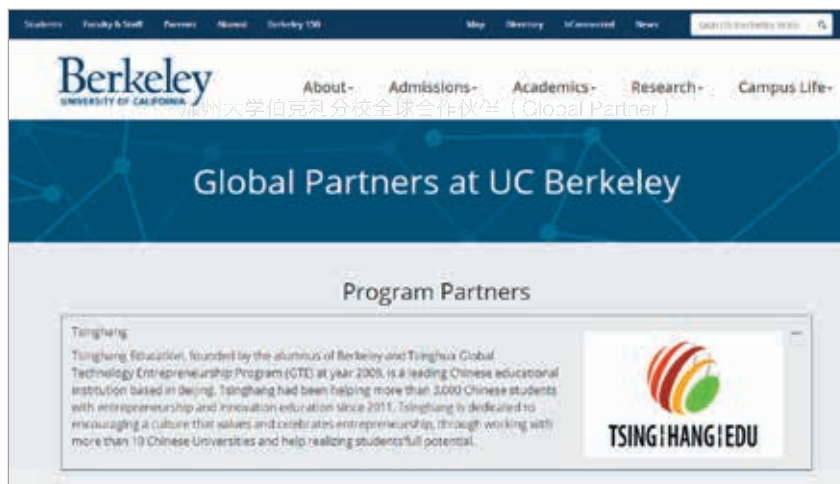 Students Faculty & Staff Parents Alumni Berkeley 150 Map Directory bConnected News Search Berkeley Web
Berkeley
UNIVERSITY OF CALIFORNIA
About Admissions Academics Research Campus Life
加州大学伯克利分校全球合作伙伴（Global Partner）
Global Partners at UC Berkeley
Program Partners
Tsinghang
Tsinghang Education, founded by the alumnus of Berkeley and Tsinghua Global
Technology Entrepreneurship Program (GTE) at year 2009, is a leading Chinese educational
institution based in Beijing. Tsinghang had been helping more than 3,000 Chinese students
with entrepreneurship and innovation education since 2011. Tsinghang is dedicated to
encouraging a culture that values and celebrates entrepreneurship, through working with
more than 10 Chinese Universities and help realizing students'full potential.
TSING|HANG|EDU